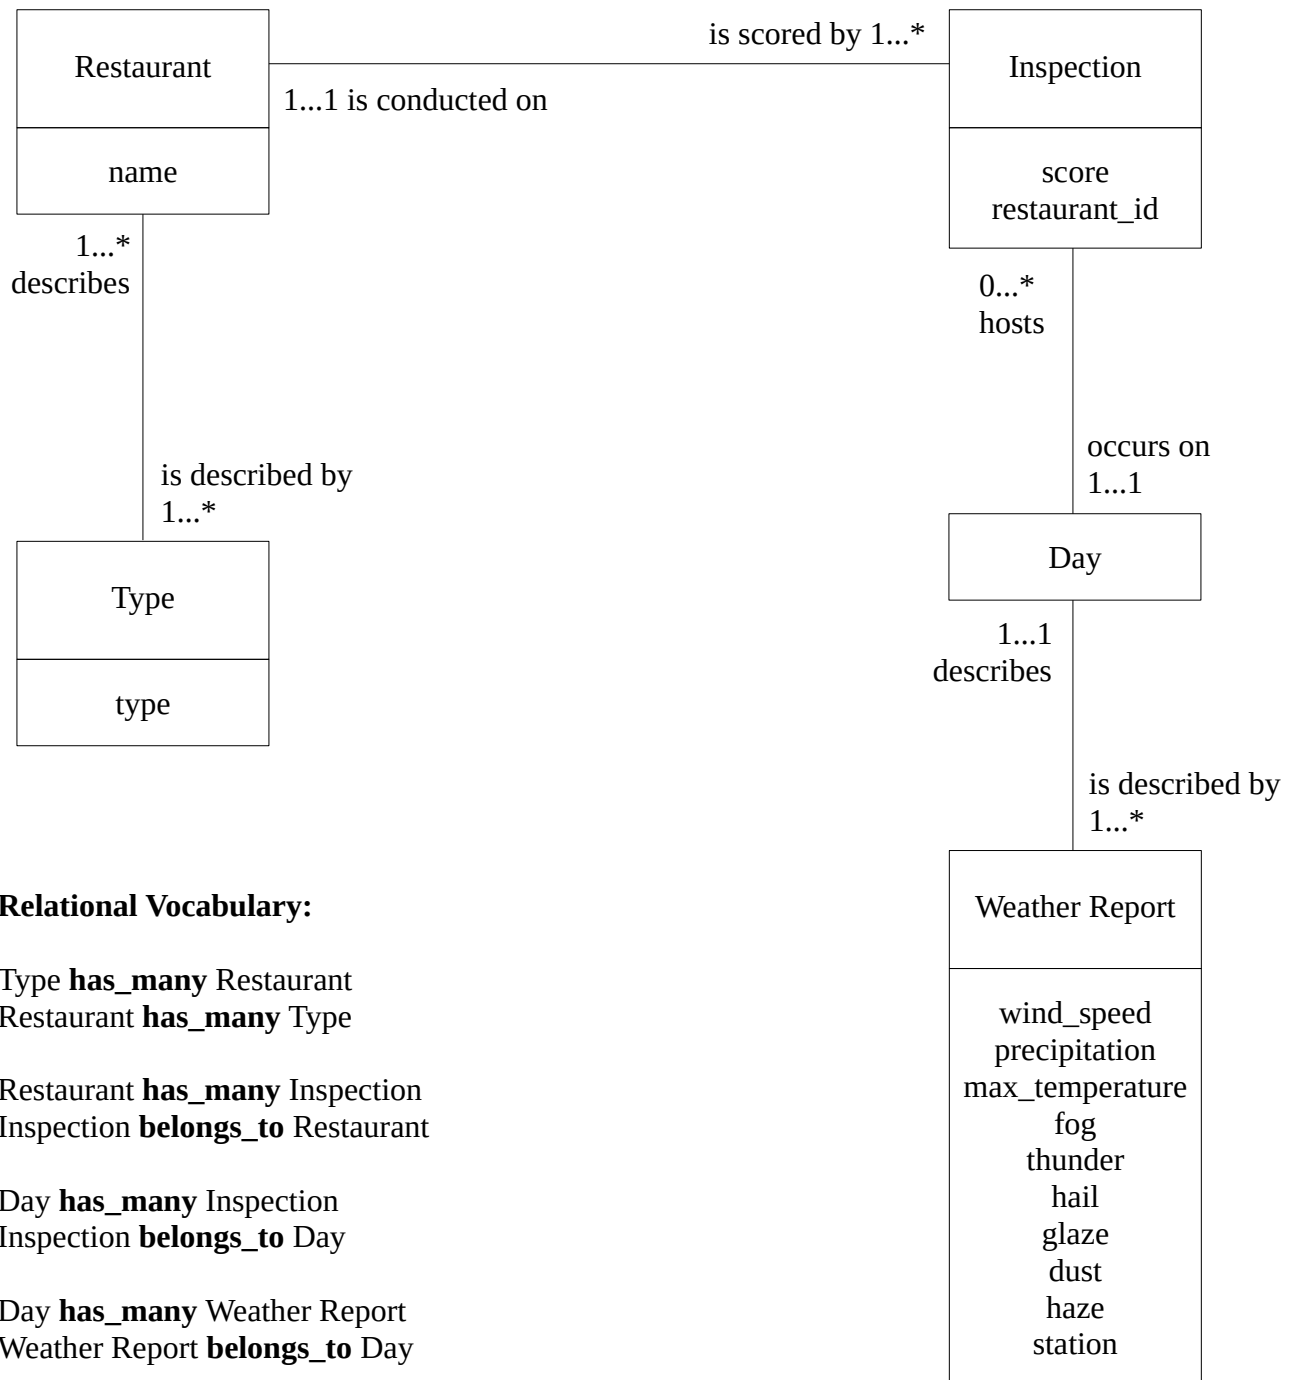 Restaurant
name
is scored by 1...*
1...1 is conducted on
Inspection
score
restaurant_id
1...*
describes
is described by
1...*
Type
type
0...*
hosts
occurs on
1...1
Day
1...1
describes
is described by
1...*
Weather Report
wind_speed
precipitation
max_temperature
fog
thunder
hail
glaze
dust
haze
station
Relational Vocabulary:
Type has_many Restaurant
Restaurant has_many Type
Restaurant has_many Inspection
Inspection belongs_to Restaurant
Day has_many Inspection
Inspection belongs_to Day
Day has_many Weather Report
Weather Report belongs_to Day